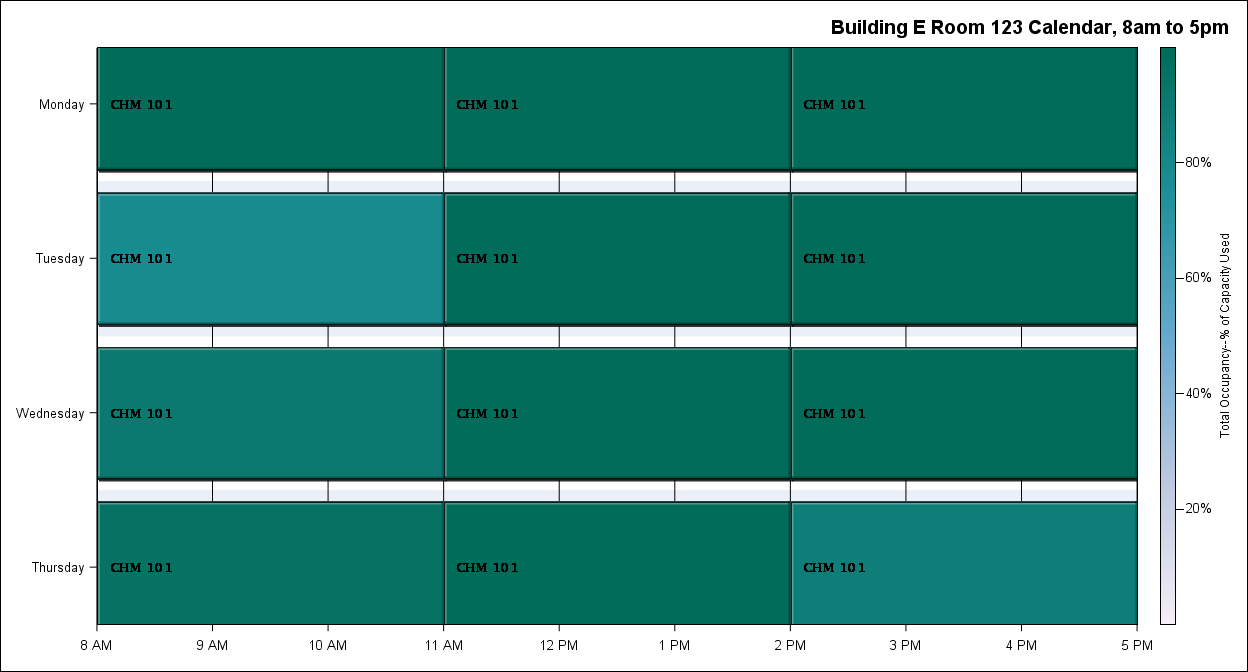 Building E Room 123 Calendar, 8am to 5pm
Monday
CHM 101
CHM 101
CHM 101
Tuesday
CHM 101
CHM 101
CHM 101
Wednesday
CHM 101
CHM 101
CHM 101
Thursday
CHM 101
CHM 101
CHM 101
8 AM
9 AM
10 AM
11 AM
12 PM
1 PM
2 PM
3 PM
4 PM
5 PM
80%
60%
40%
20%
Total Occupancy--% of Capacity Used